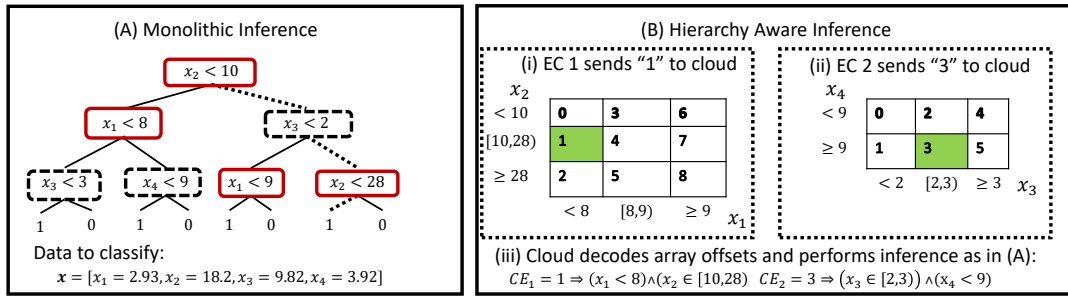 (A) Monolithic Inference
x₂ < 10
x₁ < 8
x₃ < 2
x₃ < 3
x₄ < 9
x₁ < 9
x₂ < 28
1 0 1 0 1 0 1 0
Data to classify:
x = [x₁ = 2.93, x₂ = 18.2, x₃ = 9.82, x₄ = 3.92]
(B) Hierarchy Aware Inference
(i) EC 1 sends “1” to cloud
x₂
< 10 0 3 6
[10,28) 1 4 7
≥ 28 2 5 8
< 8 [8,9) ≥ 9 x₁
(ii) EC 2 sends “3” to cloud
x₄
< 9 0 2 4
≥ 9 1 3 5
< 2 [2,3) ≥ 3 x₃
(iii) Cloud decodes array offsets and performs inference as in (A):
CE₁ = 1 ⇒ (x₁ < 8)∧(x₂ ∈ [10,28) CE₂ = 3 ⇒ (x₃ ∈ [2,3)) ∧(x₄ < 9)